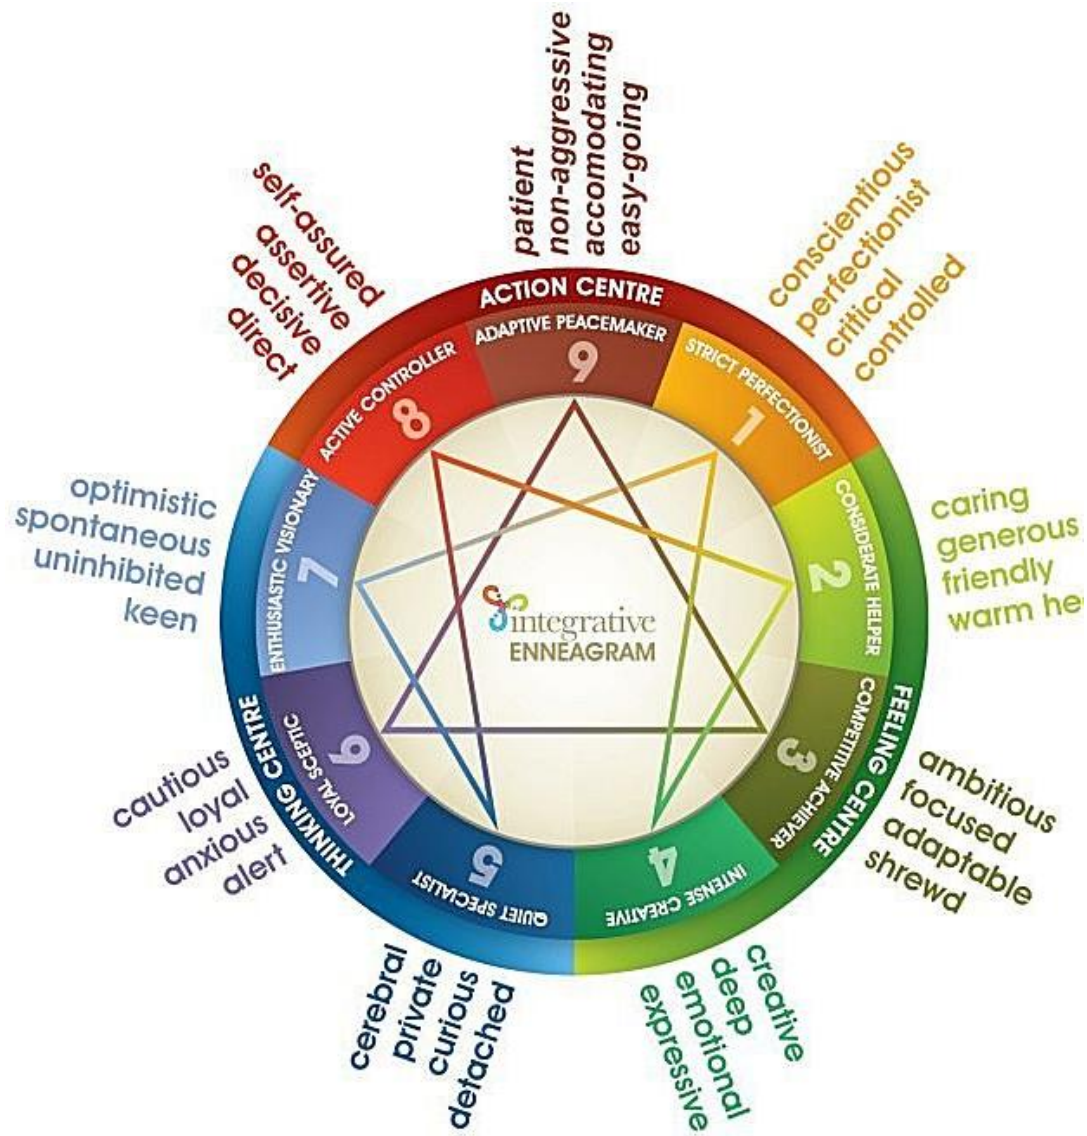 patient
non-aggressive
accomodating
easy-going
conscientious
perfectionist
critical
controlled
caring
generous
friendly
warm he
ambitious
focused
adaptable
shrewd
creative
deep
emotional
expressive
cerebral
private
curious
detached
cautious
loyal
anxious
alert
optimistic
spontaneous
uninhibited
keen
self-assured
assertive
decisive
direct
ACTION CENTRE
FEELING CENTRE
THINKING CENTRE
ADAPTIVE PEACEMAKER
9
STRICT PERFECTIONIST
1
CONSIDERATE HELPER
2
COMPETITIVE ACHIEVER
3
INTENSE CREATIVE
4
QUIET SPECIALIST
5
LOYAL SCEPTIC
6
ENTHUSIASTIC VISIONARY
7
ACTIVE CONTROLLER
8
integrative
ENNEAGRAM